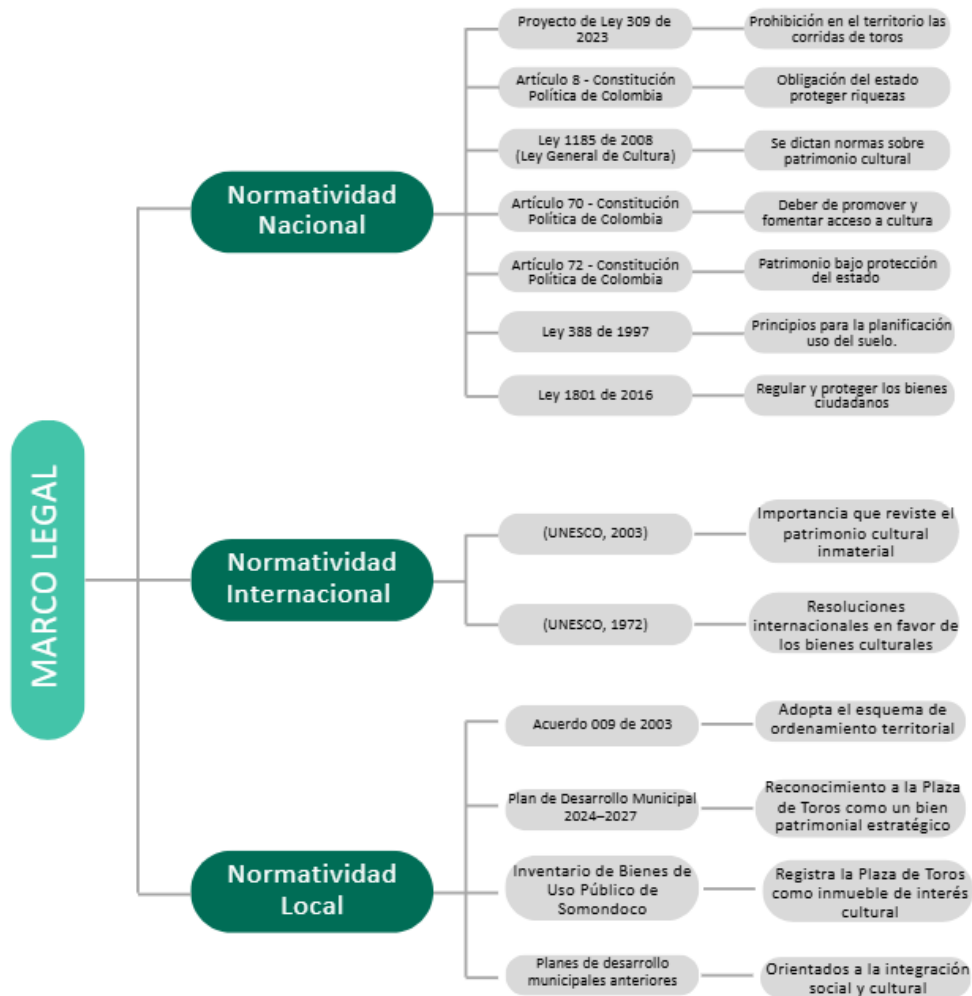 MARCO LEGAL
Normatividad
Nacional
Proyecto de Ley 309 de
2023
Prohibición en el territorio las
corridas de toros
Artículo 8 - Constitución
Política de Colombia
Obligación del estado
proteger riquezas
Ley 1185 de 2008
(Ley General de Cultura)
Se dictan normas sobre
patrimonio cultural
Artículo 70 - Constitución
Política de Colombia
Deber de promover y
fomentar acceso a cultura
Artículo 72 - Constitución
Política de Colombia
Patrimonio bajo protección
del estado
Ley 388 de 1997
Principios para la planificación
uso del suelo.
Ley 1801 de 2016
Regular y proteger los bienes
ciudadanos
Normatividad
Internacional
(UNESCO, 2003)
Importancia que reviste el
patrimonio cultural
inmaterial
(UNESCO, 1972)
Resoluciones
internacionales en favor de
los bienes culturales
Normatividad
Local
Acuerdo 009 de 2003
Adopta el esquema de
ordenamiento territorial
Plan de Desarrollo Municipal
2024–2027
Reconocimiento a la Plaza
de Toros como un bien
patrimonial estratégico
Inventario de Bienes de
Uso Público de
Somondoco
Registra la Plaza de Toros
como inmueble de interés
cultural
Planes de desarrollo
municipales anteriores
Orientados a la integración
social y cultural